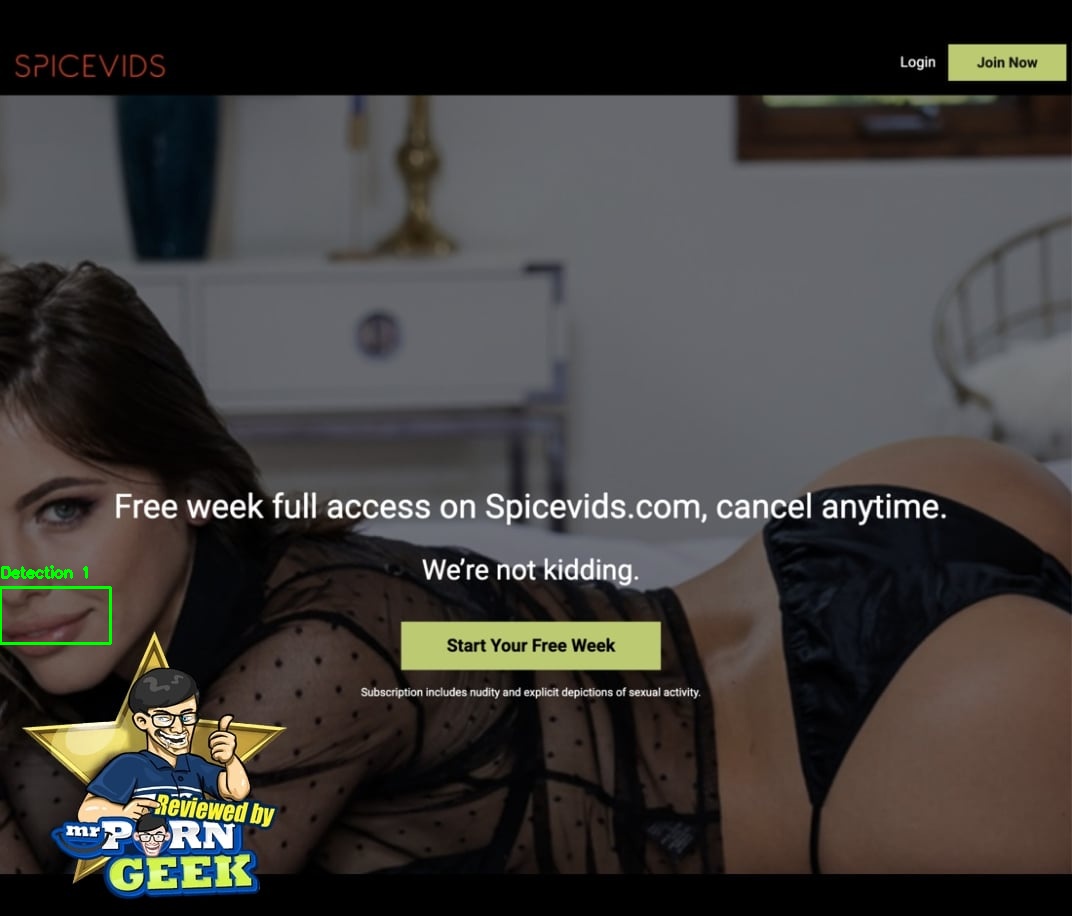 SPICEVIDS
Login
Join Now
Free week full access on Spicevids.com, cancel anytime.
We're not kidding.
Detection 1
Start Your Free Week
Subscription includes nudity and explicit depictions of sexual activity.
Reviewed by
mr PORN
GEEK